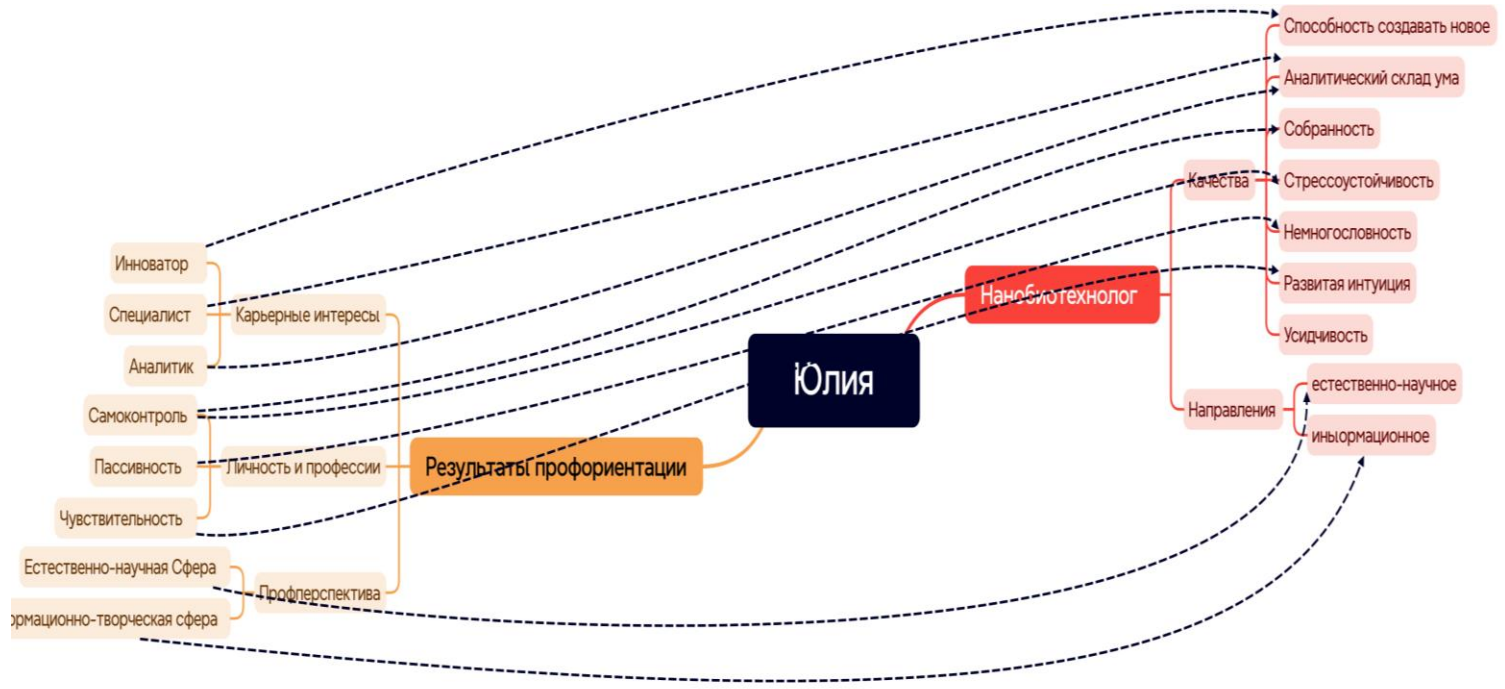 Способность создавать новое
Аналитический склад ума
Собранность
Качества
Стрессоустойчивость
Немногословность
Инноватор
Развитая интуиция
Нанобиотехнолог
Специалист
Карьерные интересы
Усидчивость
Аналитик
Юлия
естественно-научное
Самоконтроль
Направления
иныормационное
Пассивность
Личность и профессии
Результаты профориентации
Чувствительность
Естественно-научная Сфера
Профперспектива
ормационно-творческая сфера